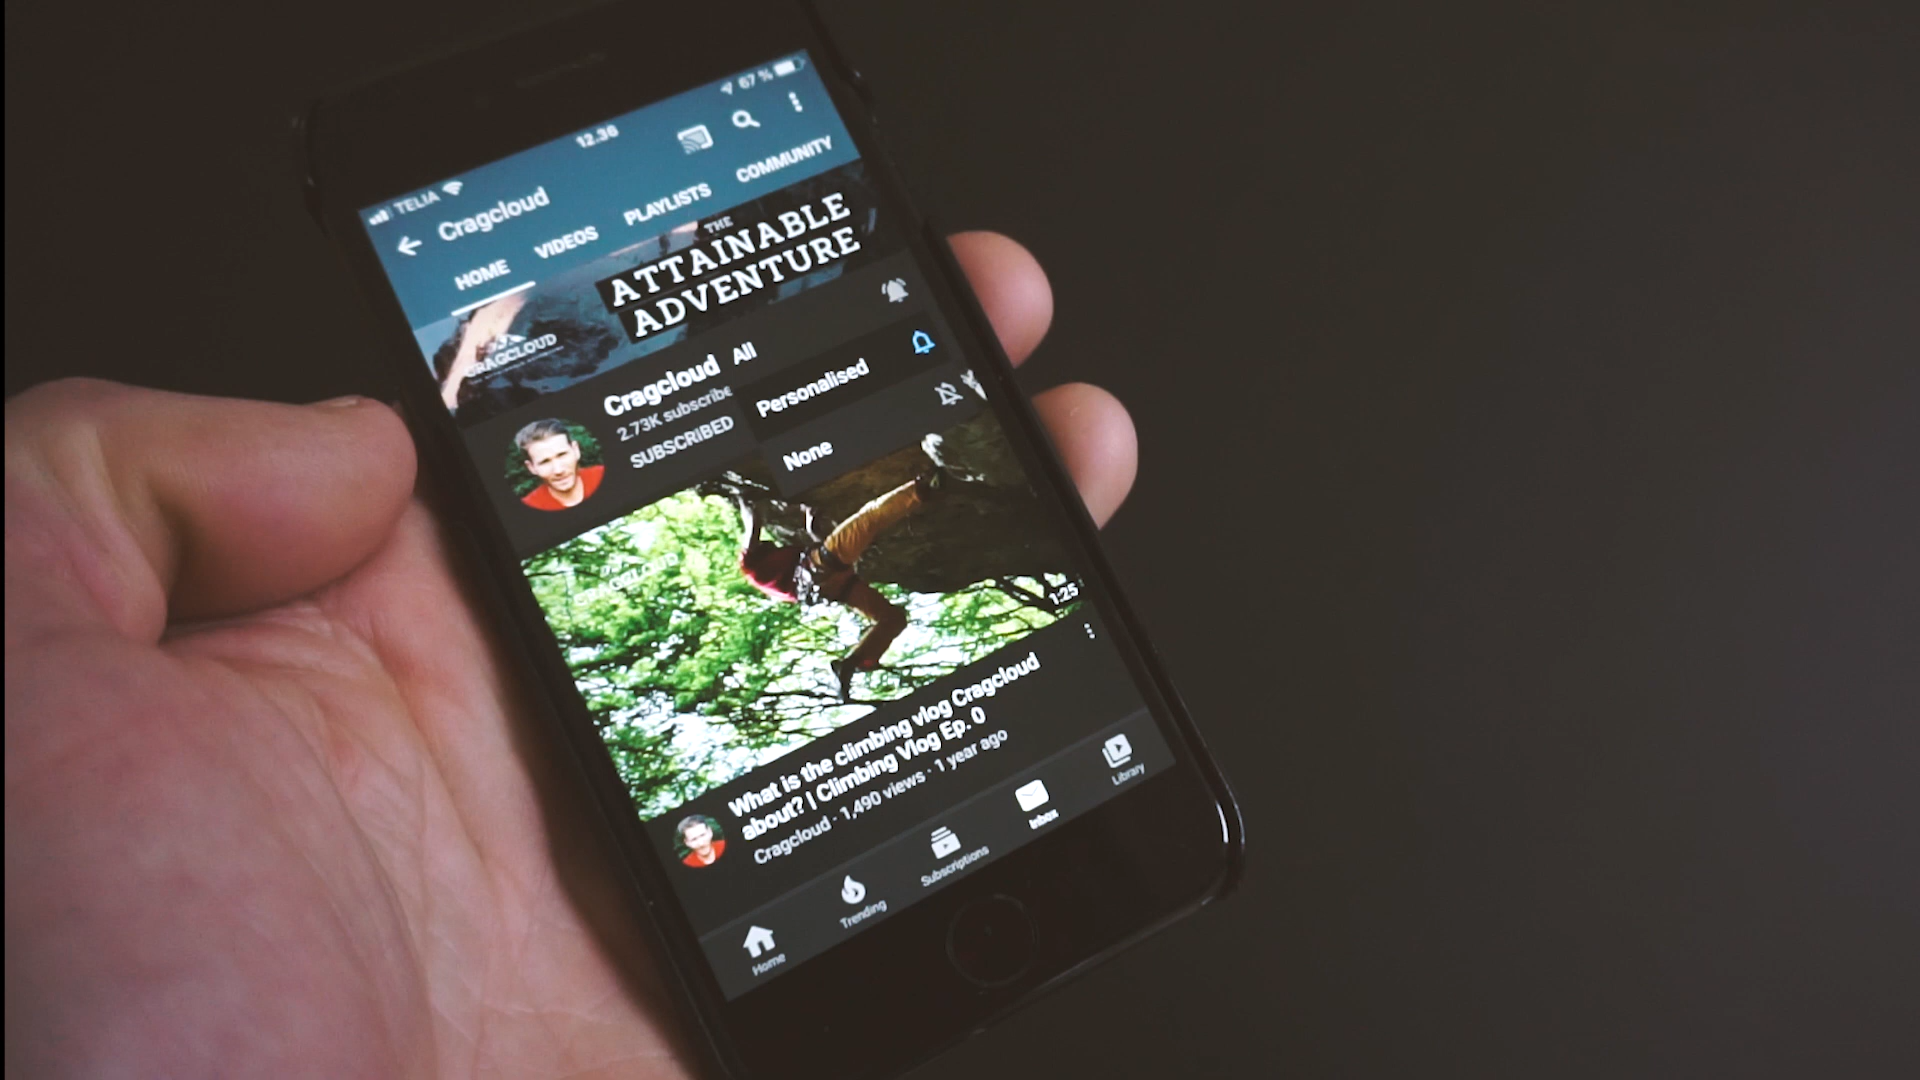 TELIA
12.36
67 %
Cragcloud
HOME
VIDEOS
PLAYLISTS
COMMUNITY
THE
ATTAINABLE
ADVENTURE
CRAGCLOUD
Cragcloud
2.73K subscribe
SUBSCRIBED
All
Personalised
None
CRAGCLOUD
1:25
What is the climbing vlog Cragcloud
about? | Climbing Vlog Ep. 0
Cragcloud · 1,490 views · 1 year ago
Home
Trending
Subscriptions
Inbox
Library